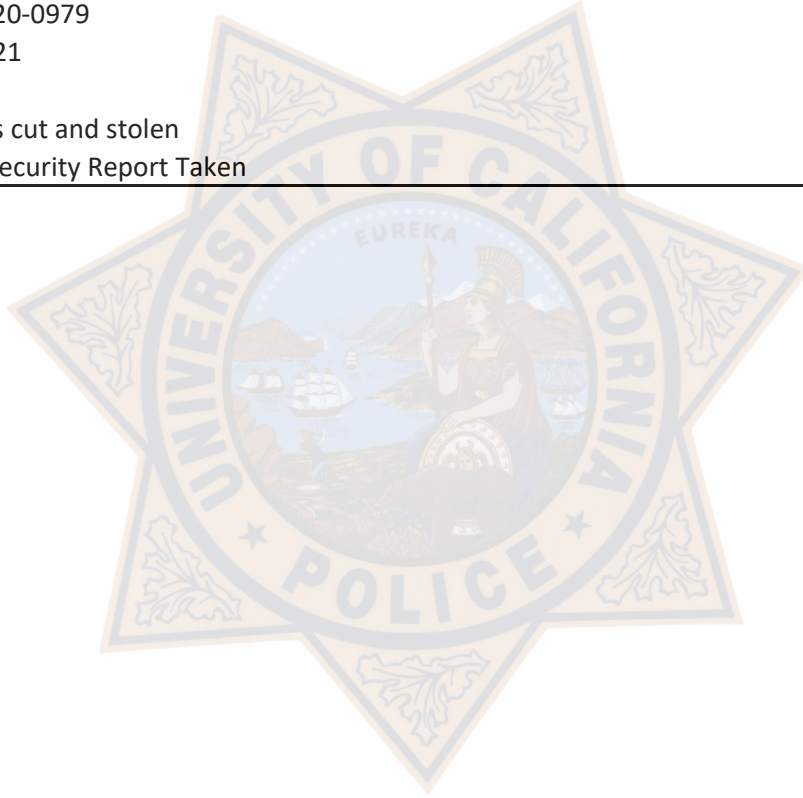 20-0979
21
s cut and stolen
ecurity Report Taken
UNIVERSITY OF CALIFORNIA
EUREKA
POLICE